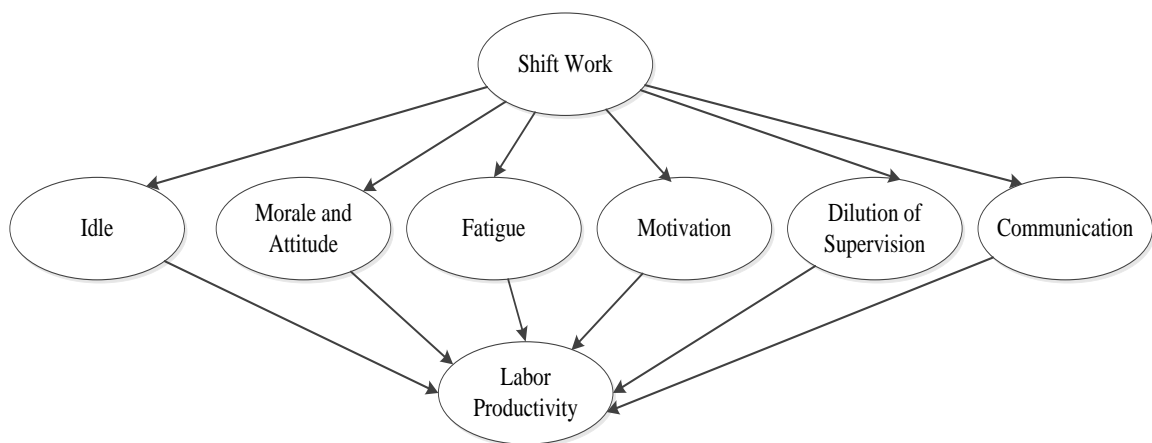 Shift Work
Idle
Morale and
Attitude
Fatigue
Motivation
Dilution of
Supervision
Communication
Labor
Productivity